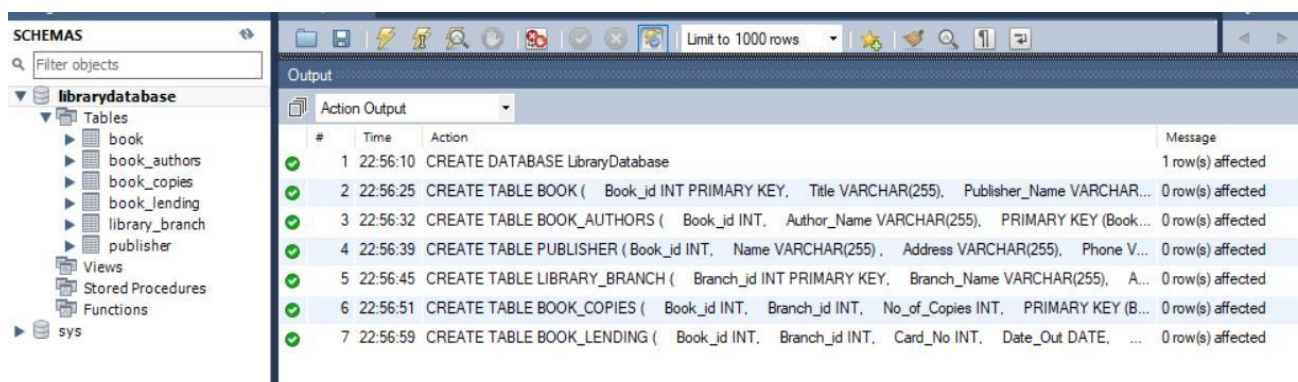 SCHEMAS
Filter objects
librarydatabase
Tables
book
book_authors
book_copies
book_lending
library_branch
publisher
Views
Stored Procedures
Functions
sys
Limit to 1000 rows
Output
Action Output
# Time Action Message
1 22:56:10 CREATE DATABASE LibraryDatabase 1 row(s) affected
2 22:56:25 CREATE TABLE BOOK ( Book_id INT PRIMARY KEY, Title VARCHAR(255), Publisher_Name VARCHAR... 0 row(s) affected
3 22:56:32 CREATE TABLE BOOK_AUTHORS ( Book_id INT, Author_Name VARCHAR(255), PRIMARY KEY (Book... 0 row(s) affected
4 22:56:39 CREATE TABLE PUBLISHER ( Book_id INT, Name VARCHAR(255) , Address VARCHAR(255), Phone V... 0 row(s) affected
5 22:56:45 CREATE TABLE LIBRARY_BRANCH ( Branch_id INT PRIMARY KEY, Branch_Name VARCHAR(255), A... 0 row(s) affected
6 22:56:51 CREATE TABLE BOOK_COPIES ( Book_id INT, Branch_id INT, No_of_Copies INT, PRIMARY KEY (B... 0 row(s) affected
7 22:56:59 CREATE TABLE BOOK_LENDING ( Book_id INT, Branch_id INT, Card_No INT, Date_Out DATE, ... 0 row(s) affected